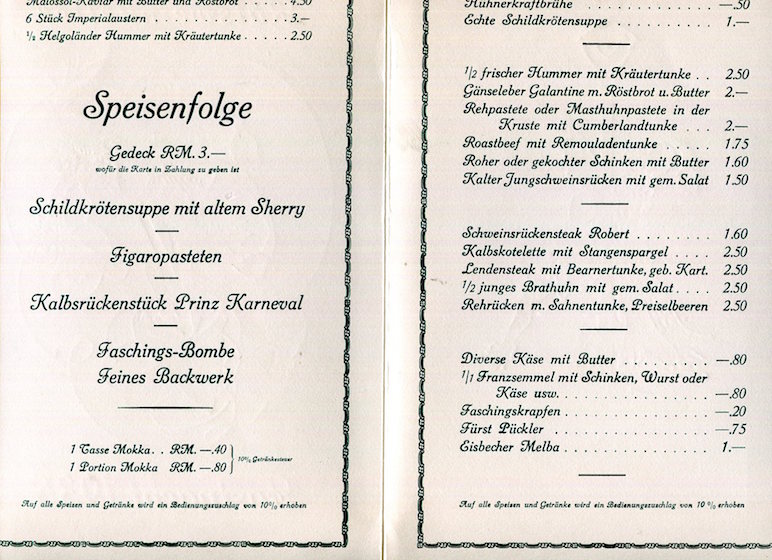 Malossol-Kaviar mit Butter und Röstbrot . . . . 4.50
6 Stück Imperialaustern . . . . . . . . . . . . . . 3.—
½ Helgoländer Hummer mit Kräutertunke . . . . 2.50
Speisenfolge
Gedeck RM. 3.—
wofür die Karte in Zahlung zu geben ist
Schildkrötensuppe mit altem Sherry
Figaropasteten
Kalbsrückenstück Prinz Karneval
Faschings-Bombe
Feines Backwerk
1 Tasse Mokka . . RM. —.40
1 Portion Mokka RM. —.80
10% Getränkesteuer
Auf alle Speisen und Getränke wird ein Bedienungszuschlag von 10% erhoben
Hühnerkraftbrühe . . . . . . . . . . . . . —.50
Echte Schildkrötensuppe . . . . . . . . . 1.—
1/2 frischer Hummer mit Kräutertunke . . 2.50
Gänseleber Galantine m. Röstbrot u. Butter 2.—
Rehpastete oder Masthuhnpastete in der
Kruste mit Cumberlandtunke . . . . 2.—
Roastbeef mit Remouladentunke . . . . . 1.75
Roher oder gekochter Schinken mit Butter 1.60
Kalter Jungschweinsrücken mit gem. Salat 1.50
Schweinsrückensteak Robert . . . . . . . . 1.60
Kalbskotelette mit Stangenspargel . . . . 2.50
Lendensteak mit Bearnertunke, geb. Kart. 2.50
1/2 junges Brathuhn mit gem. Salat . . . . 2.50
Rehrücken m. Sahnentunke, Preiselbeeren 2.50
Diverse Käse mit Butter . . . . . . . . . —.80
1/1 Franzsemmel mit Schinken, Wurst oder
Käse usw. . . . . . . . . . . . . . . . —.80
Faschingskrapfen . . . . . . . . . . . . . . —.20
Fürst Pückler . . . . . . . . . . . . . . . . —.75
Eisbecher Melba . . . . . . . . . . . . . . . 1.—
Auf alle Speisen und Getränke wird ein Bedienungszuschlag von 10 % erhoben